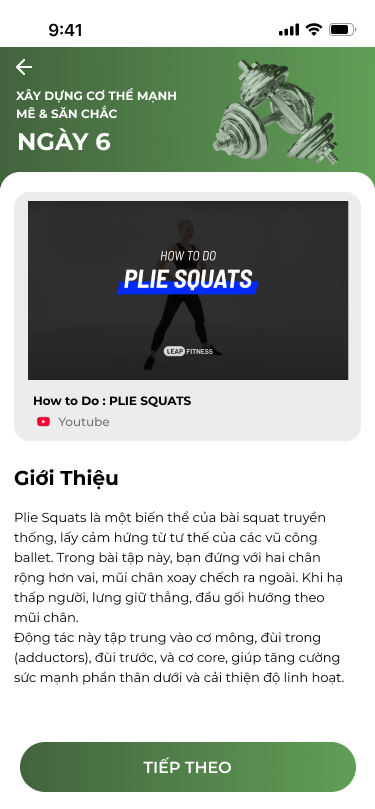 9:41
XÂY DỰNG CƠ THỂ MẠNH
MẼ & SĂN CHẮC
NGÀY 6
HOW TO DO
PLIE SQUATS
LEAP FITNESS
How to Do : PLIE SQUATS
Youtube
Giới Thiệu
Plie Squats là một biến thể của bài squat truyền
thống, lấy cảm hứng từ tư thế của các vũ công
ballet. Trong bài tập này, bạn đứng với hai chân
rộng hơn vai, mũi chân xoay chếch ra ngoài. Khi hạ
thấp người, lưng giữ thẳng, đầu gối hướng theo
mũi chân.
Động tác này tập trung vào cơ mông, đùi trong
(adductors), đùi trước, và cơ core, giúp tăng cường
sức mạnh phần thân dưới và cải thiện độ linh hoạt.
TIẾP THEO